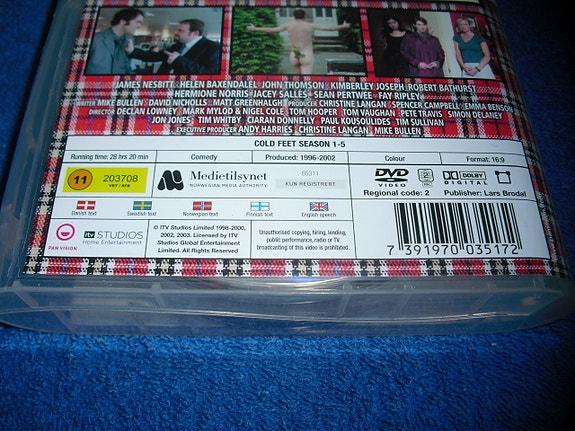 JAMES NESBITT · HELEN BAXENDALEL · JOHN THOMSON · KIMBERLEY JOSEPH · ROBERT BATHURST
HERMIONE NORRIS · JACEY SALLES · SEAN PERTWEE · FAY RIPLEY
WRITER MIKE BULLEN · DAVID NICHOLLS · MATT GREENHALGH PRODUCER CHRISTINE LANGAN · SPENCER CAMPBELL · EMMA BENSON
DIRECTOR DECLAN LOWNEY · MARK MYLOD & NIGEL COLE · TOM HOOPER · TOM VAUGHAN · PETE TRAVIS · SIMON DELANEY
JON JONES · TIM WHITBY · CIARAN DONNELLY · PAUL KOUSOULIDES · TIM SULLIVAN
EXECUTIVE PRODUCER ANDY HARRIES · CHRISTINE LANGAN · MIKE BULLEN
COLD FEET SEASON 1-5
Running time: 28 hrs 20 min Comedy Produced: 1996-2002 Colour Format: 16:9
11 203708
VET / AFB
Medietilsynet
NORWEGIAN MEDIA AUTHORITY
65311
KUN REGISTRERT
DVD
VIDEO
2
DOLBY
DIGITAL
Regional code: 2 Publisher: Lars Brodal
Danish text Swedish text Norwegian text Finnish text English speech
PAN VISION
itv STUDIOS
Home Entertainment
© ITV Studios Limited 1998-2000,
2002, 2003. Licensed by ITV
Studios Global Entertainment
Limited. All Rights Reserved
Unauthorised copying, hiring, lending,
public performance, radio or TV
broadcasting of this video is prohibited.
7 391970 035172